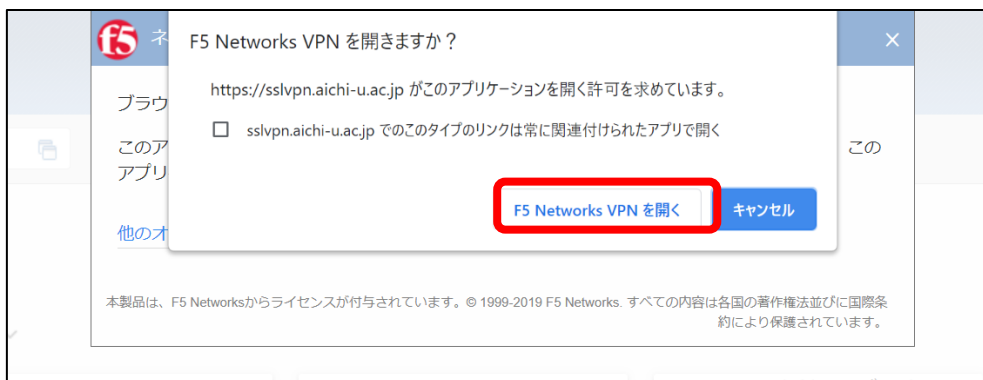 f5 ネ
F5 Networks VPN を開きますか？
×
https://sslvpn.aichi-u.ac.jp がこのアプリケーションを開く許可を求めています。
ブラウ
sslvpn.aichi-u.ac.jp でのこのタイプのリンクは常に関連付けられたアプリで開く
このア
この
アプリ
F5 Networks VPN を開く
キャンセル
他のオ
本製品は、F5 Networksからライセンスが付与されています。© 1999-2019 F5 Networks. すべての内容は各国の著作権法並びに国際条
約により保護されています。